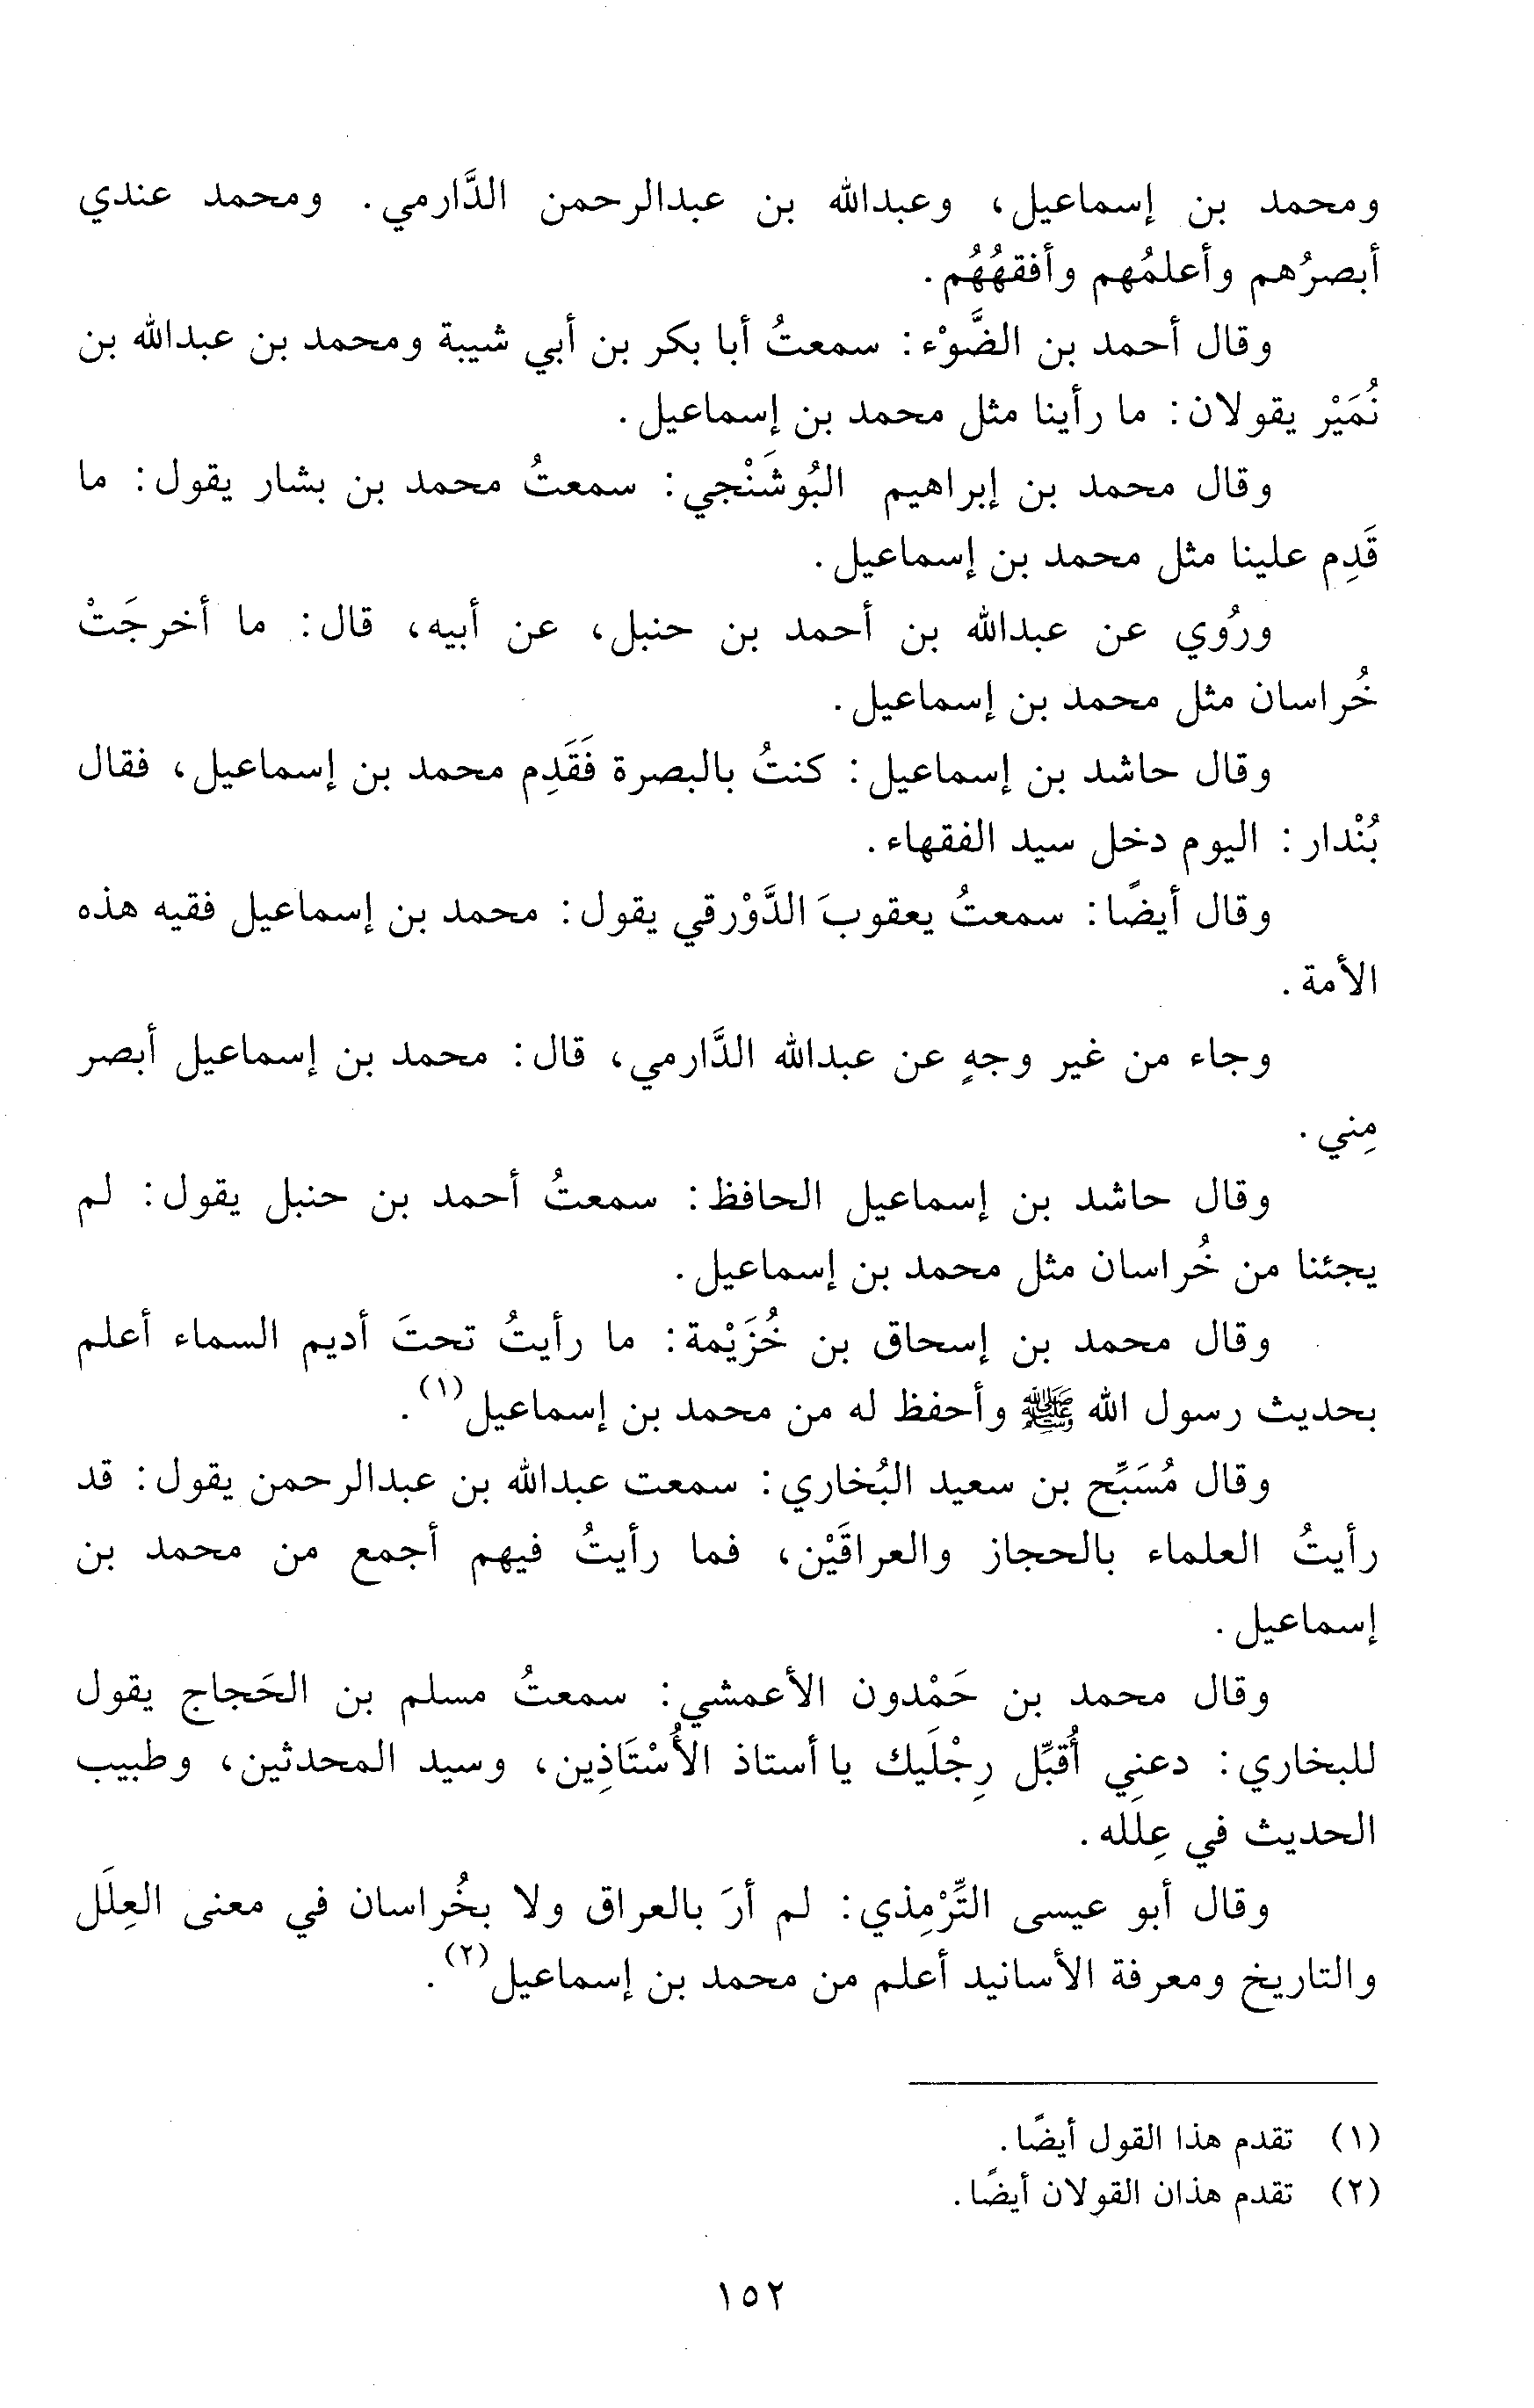 ومحمد بن إسماعيل، وعبدالله بن عبدالرحمن الدَّارمي. ومحمد عندي
أبصرُهم وأعلمُهم وأفقهُهُم.
وقال أحمد بن الضَّوْء: سمعتُ أبا بكر بن أبي شيبة ومحمد بن عبدالله بن
نُمَيْر يقولان: ما رأينا مثل محمد بن إسماعيل.
وقال محمد بن إبراهيم البُوشَنْجي: سمعتُ محمد بن بشار يقول: ما
قَدِم علينا مثل محمد بن إسماعيل.
ورُوي عن عبدالله بن أحمد بن حنبل، عن أبيه، قال: ما أخرجَتْ
خُراسان مثل محمد بن إسماعيل.
وقال حاشد بن إسماعيل: كنتُ بالبصرة فَقَدِم محمد بن إسماعيل، فقال
بُنْدار: اليوم دخل سيد الفقهاء.
وقال أيضًا: سمعتُ يعقوبَ الدَّوْرقي يقول: محمد بن إسماعيل فقيه هذه
الأمة.
وجاء من غير وجهٍ عن عبدالله الدَّارمي، قال: محمد بن إسماعيل أبصر
مِني.
وقال حاشد بن إسماعيل الحافظ: سمعتُ أحمد بن حنبل يقول: لم
يجئنا من خُراسان مثل محمد بن إسماعيل.
وقال محمد بن إسحاق بن خُزَيْمة: ما رأيتُ تحتَ أديم السماء أعلم
بحديث رسول الله ﷺ وأحفظ له من محمد بن إسماعيل(١).
وقال مُسَبِّح بن سعيد البُخاري: سمعت عبدالله بن عبدالرحمن يقول: قد
رأيتُ العلماء بالحجاز والعراقَيْن، فما رأيتُ فيهم أجمع من محمد بن
إسماعيل.
وقال محمد بن حَمْدون الأعمشي: سمعتُ مسلم بن الحَجاج يقول
للبخاري: دعنِي أُقبِّل رِجْلَيك يا أستاذ الأُسْتَاذِين، وسيد المحدثين، وطبيب
الحديث في عِلَله.
وقال أبو عيسى التِّرْمِذي: لم أرَ بالعراق ولا بخُراسان في معنى العِلَل
والتاريخ ومعرفة الأسانيد أعلم من محمد بن إسماعيل(٢).
(١) تقدم هذا القول أيضًا.
(٢) تقدم هذان القولان أيضًا.
١٥٢